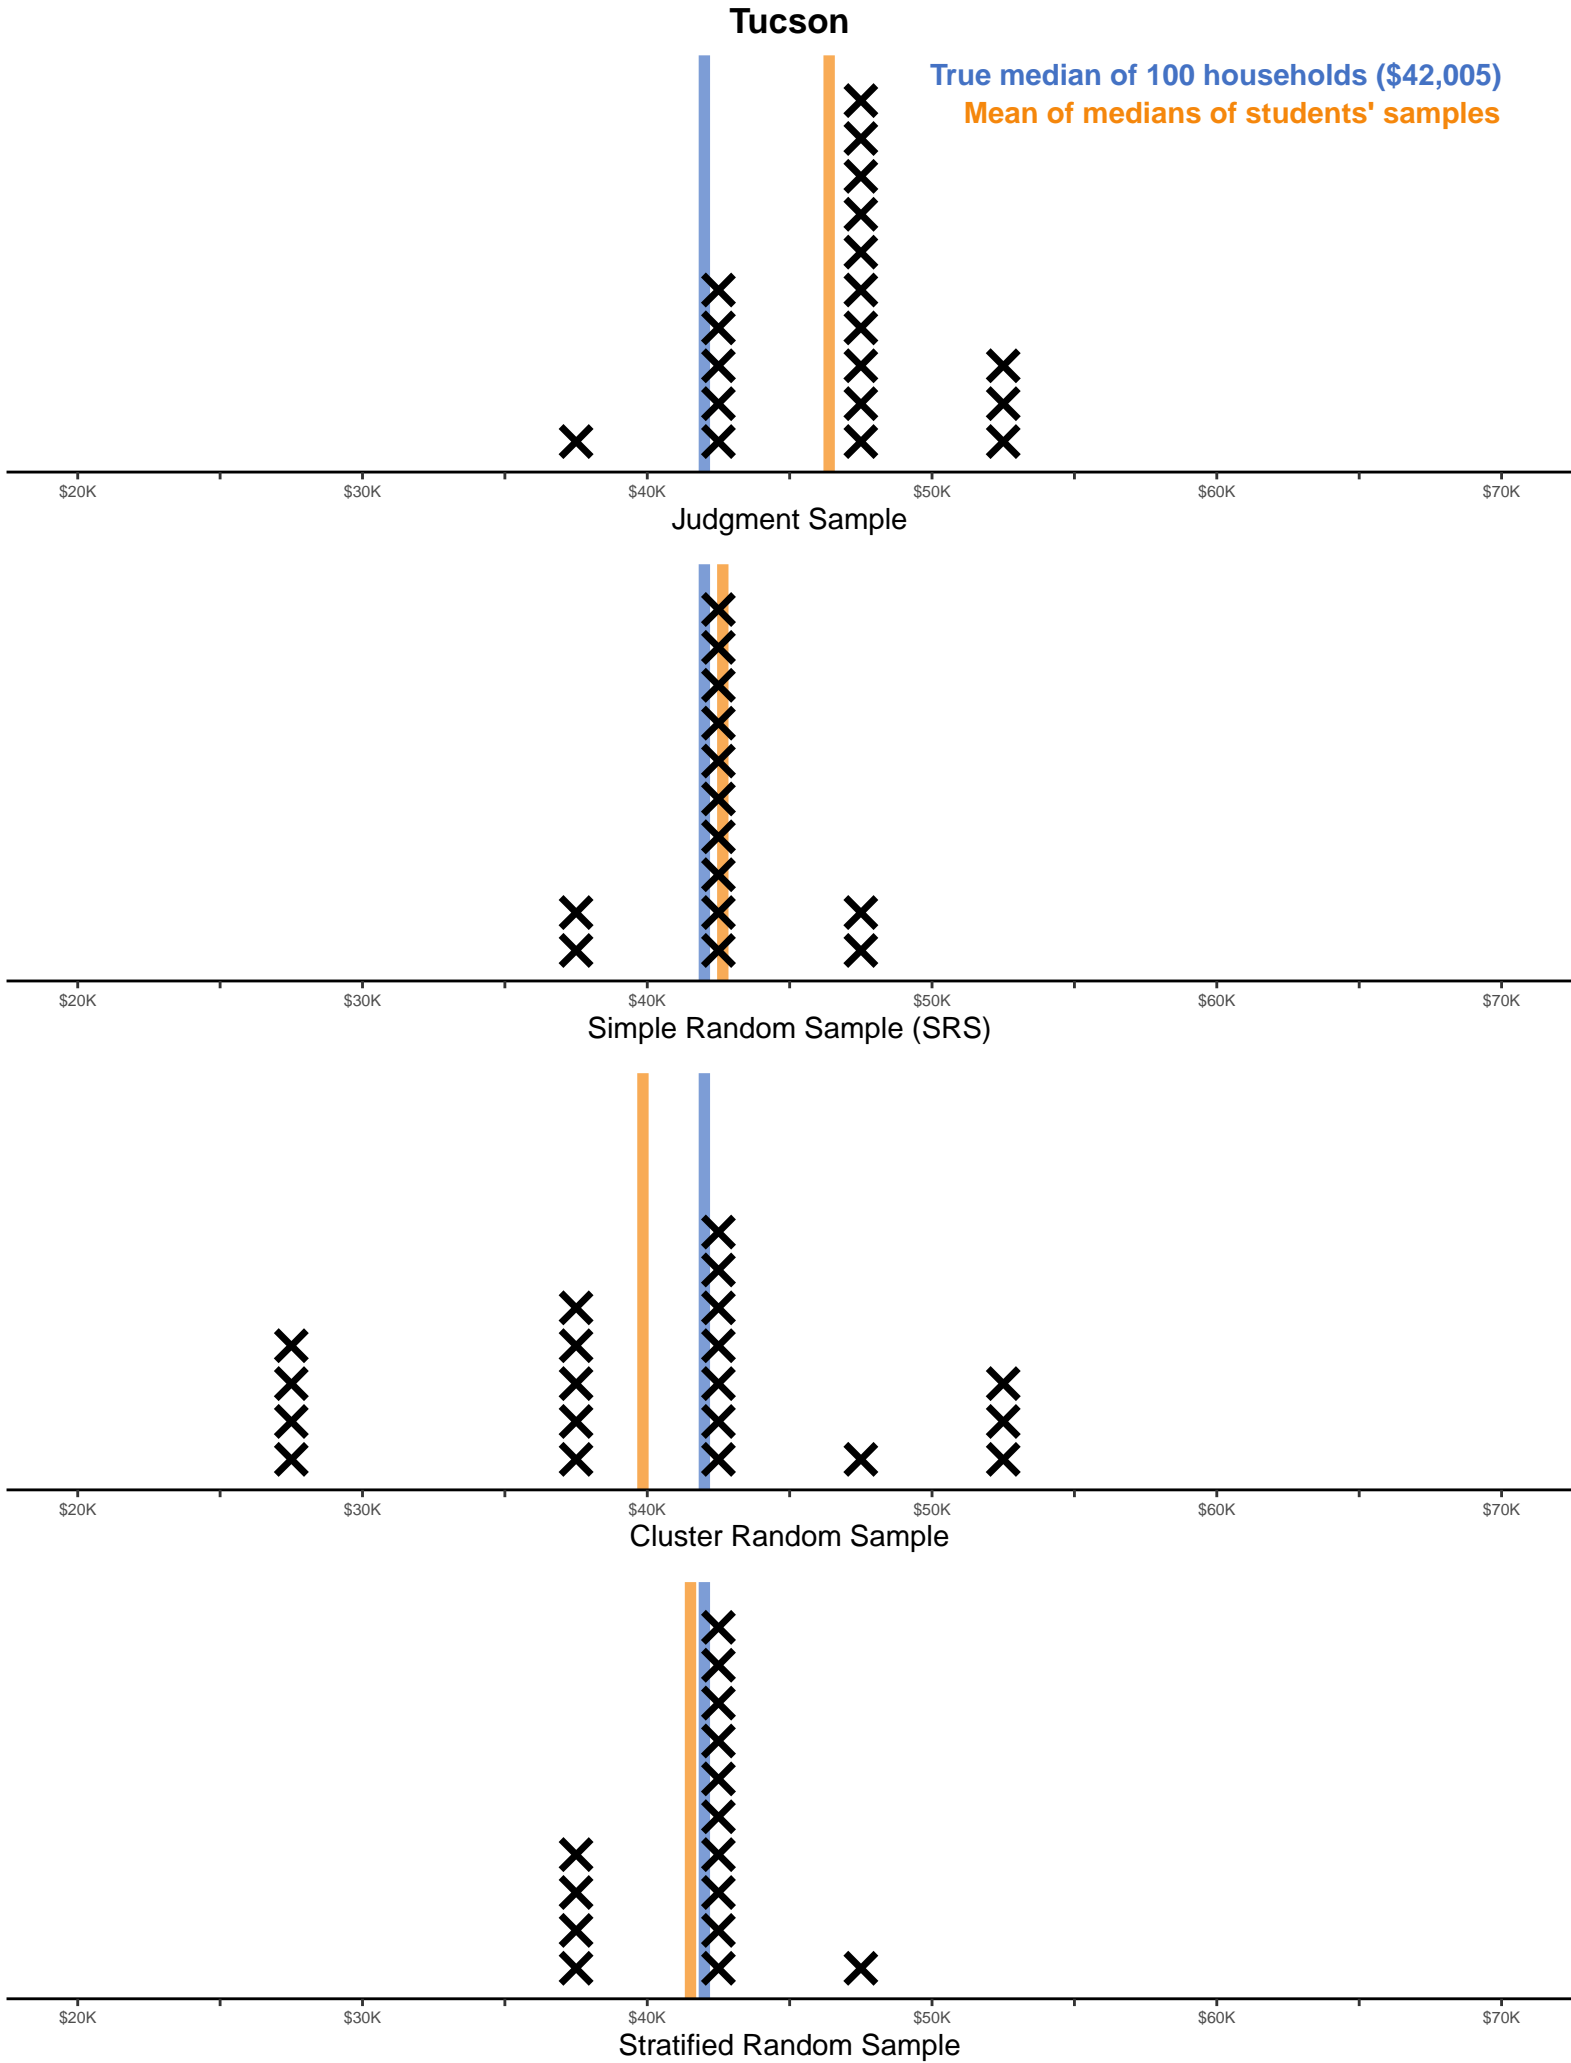 Tucson
True median of 100 households ($42,005)
Mean of medians of students' samples
$20K $30K $40K $50K $60K $70K
Judgment Sample
$20K $30K $40K $50K $60K $70K
Simple Random Sample (SRS)
$20K $30K $40K $50K $60K $70K
Cluster Random Sample
$20K $30K $40K $50K $60K $70K
Stratified Random Sample